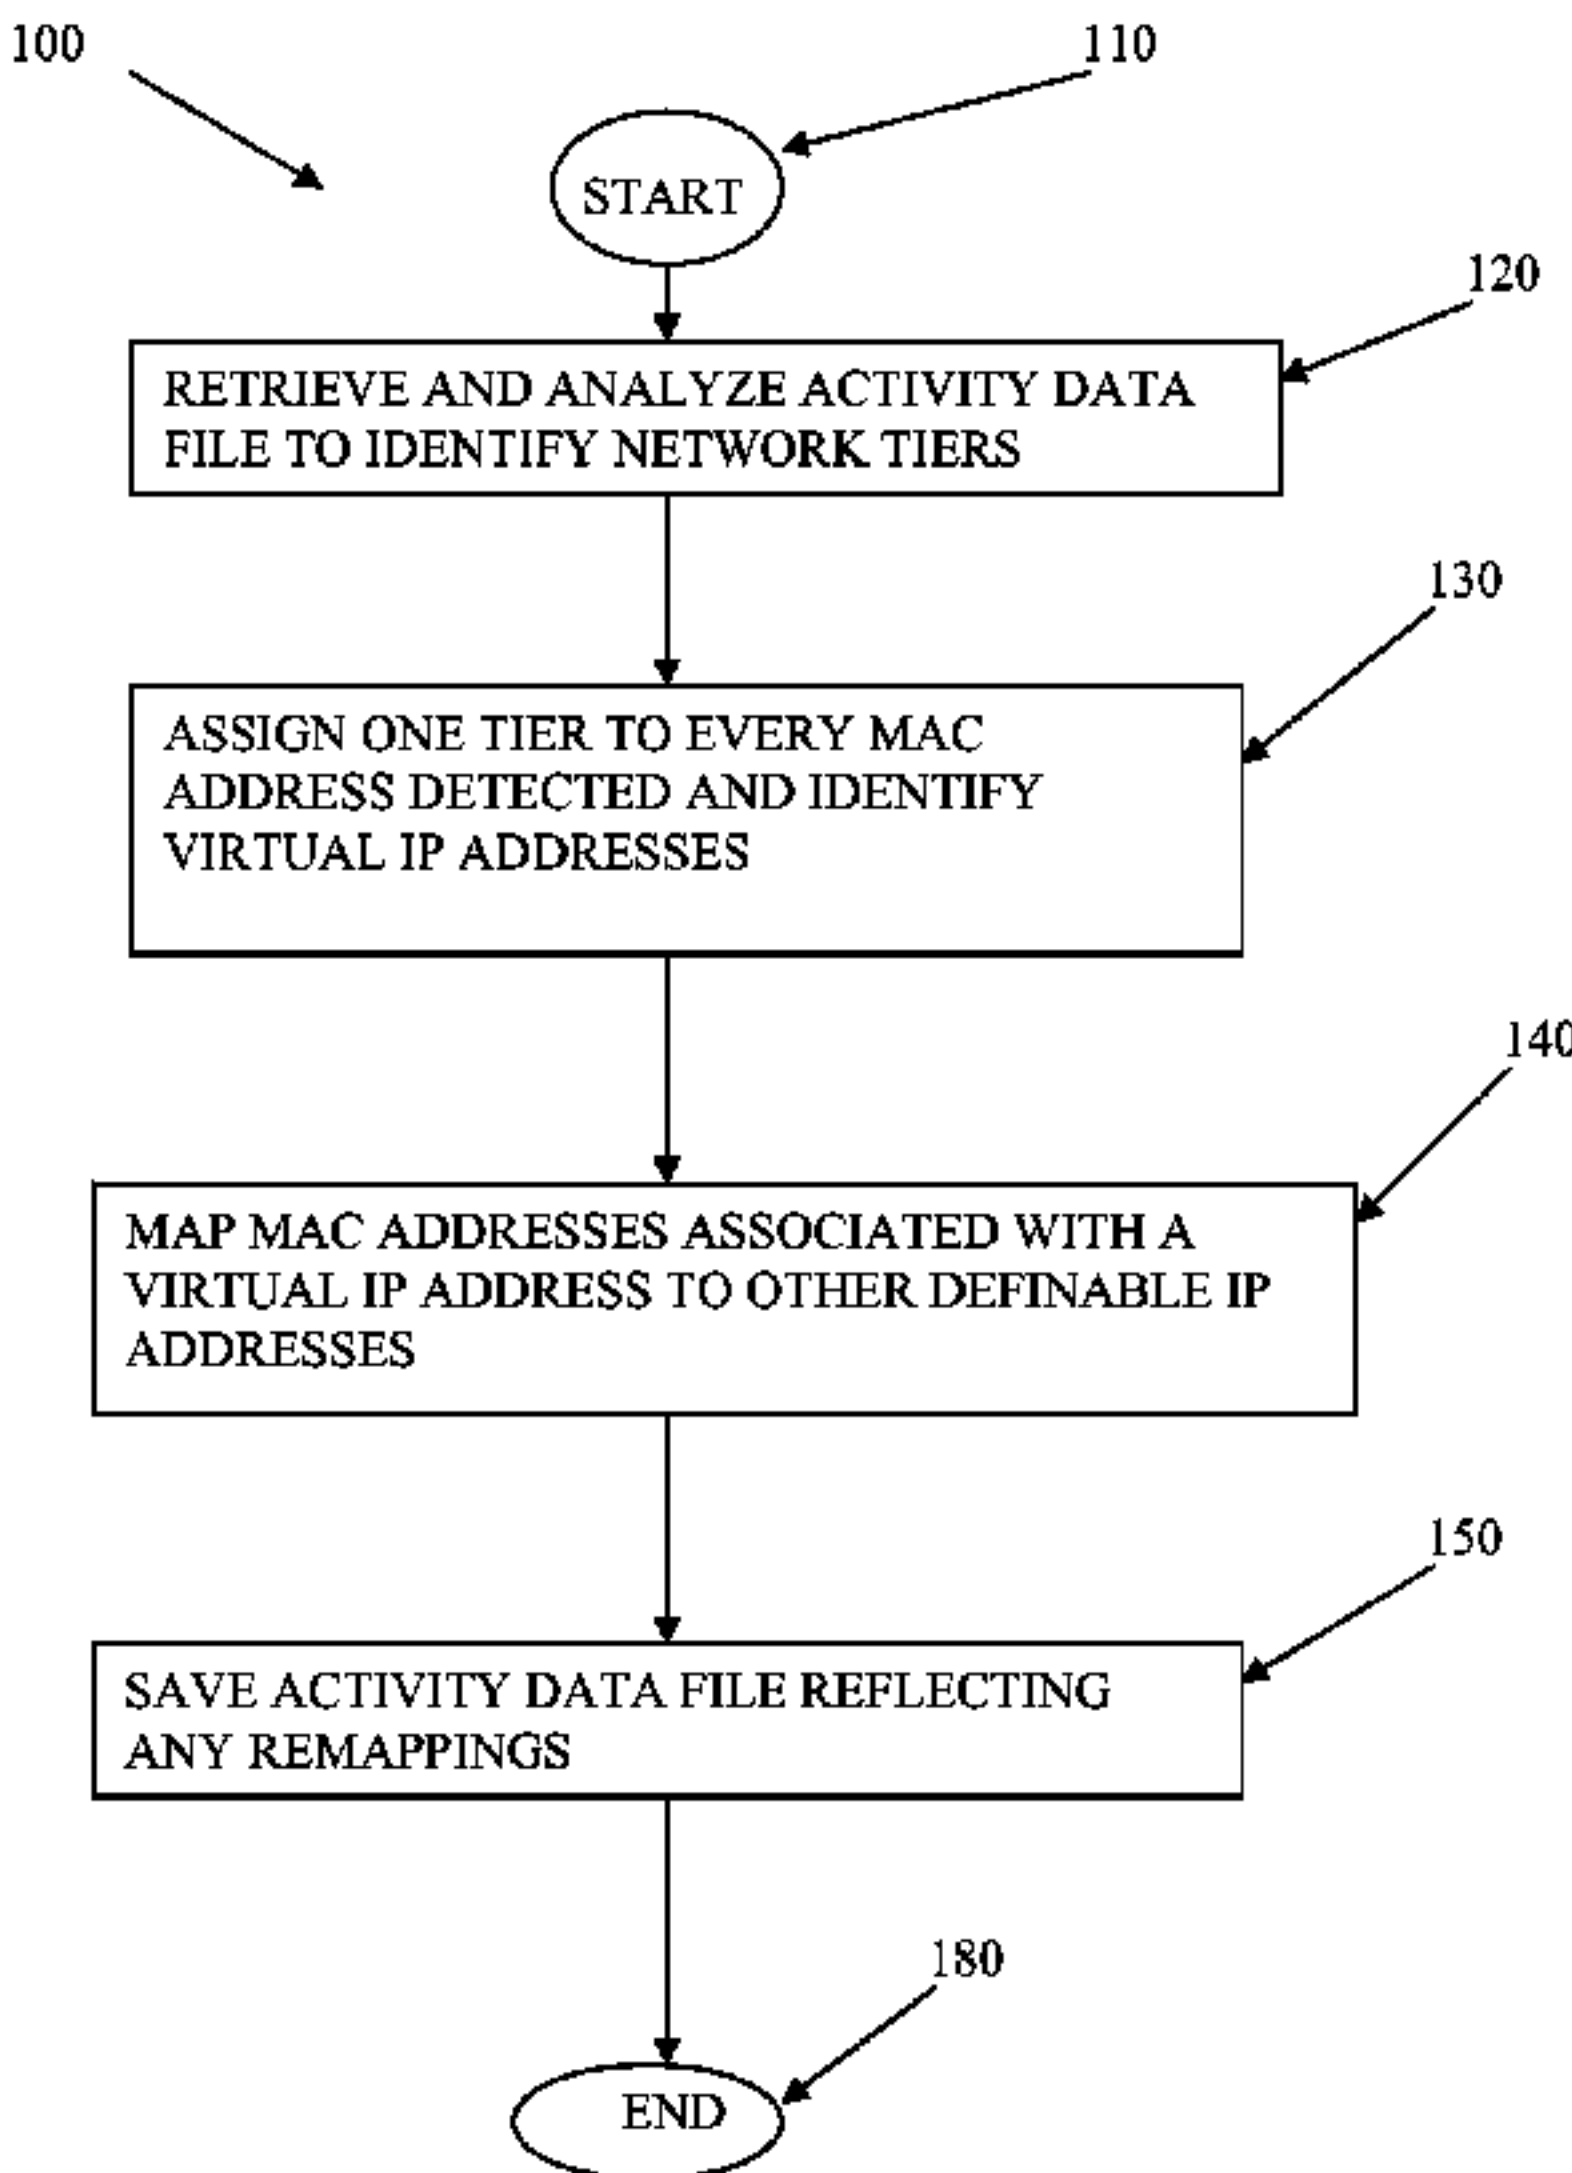 100
110
START
120
RETRIEVE AND ANALYZE ACTIVITY DATA
FILE TO IDENTIFY NETWORK TIERS
130
ASSIGN ONE TIER TO EVERY MAC
ADDRESS DETECTED AND IDENTIFY
VIRTUAL IP ADDRESSES
140
MAP MAC ADDRESSES ASSOCIATED WITH A
VIRTUAL IP ADDRESS TO OTHER DEFINABLE IP
ADDRESSES
150
SAVE ACTIVITY DATA FILE REFLECTING
ANY REMAPPINGS
180
END